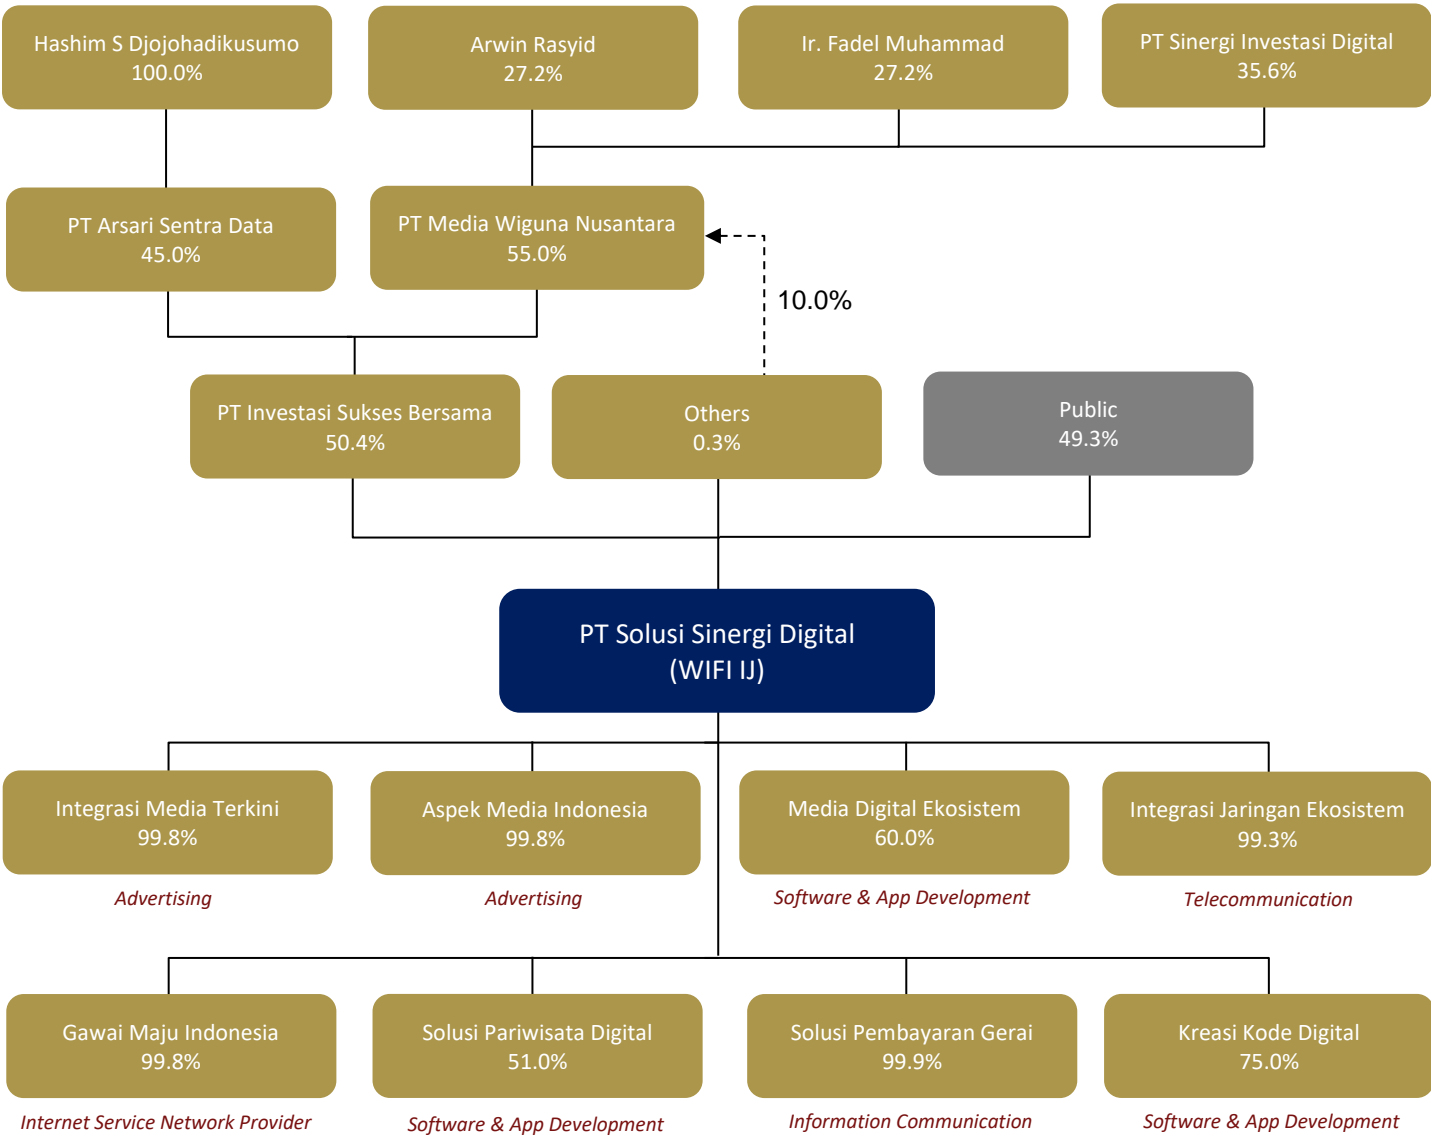 Hashim S Djojohadikusumo
100.0%
Arwin Rasyid
27.2%
Ir. Fadel Muhammad
27.2%
PT Sinergi Investasi Digital
35.6%
PT Arsari Sentra Data
45.0%
PT Media Wiguna Nusantara
55.0%
10.0%
PT Investasi Sukses Bersama
50.4%
Others
0.3%
Public
49.3%
PT Solusi Sinergi Digital
(WIFI IJ)
Integrasi Media Terkini
99.8%
Advertising
Aspek Media Indonesia
99.8%
Advertising
Media Digital Ekosistem
60.0%
Software & App Development
Integrasi Jaringan Ekosistem
99.3%
Telecommunication
Gawai Maju Indonesia
99.8%
Internet Service Network Provider
Solusi Pariwisata Digital
51.0%
Software & App Development
Solusi Pembayaran Gerai
99.9%
Information Communication
Kreasi Kode Digital
75.0%
Software & App Development